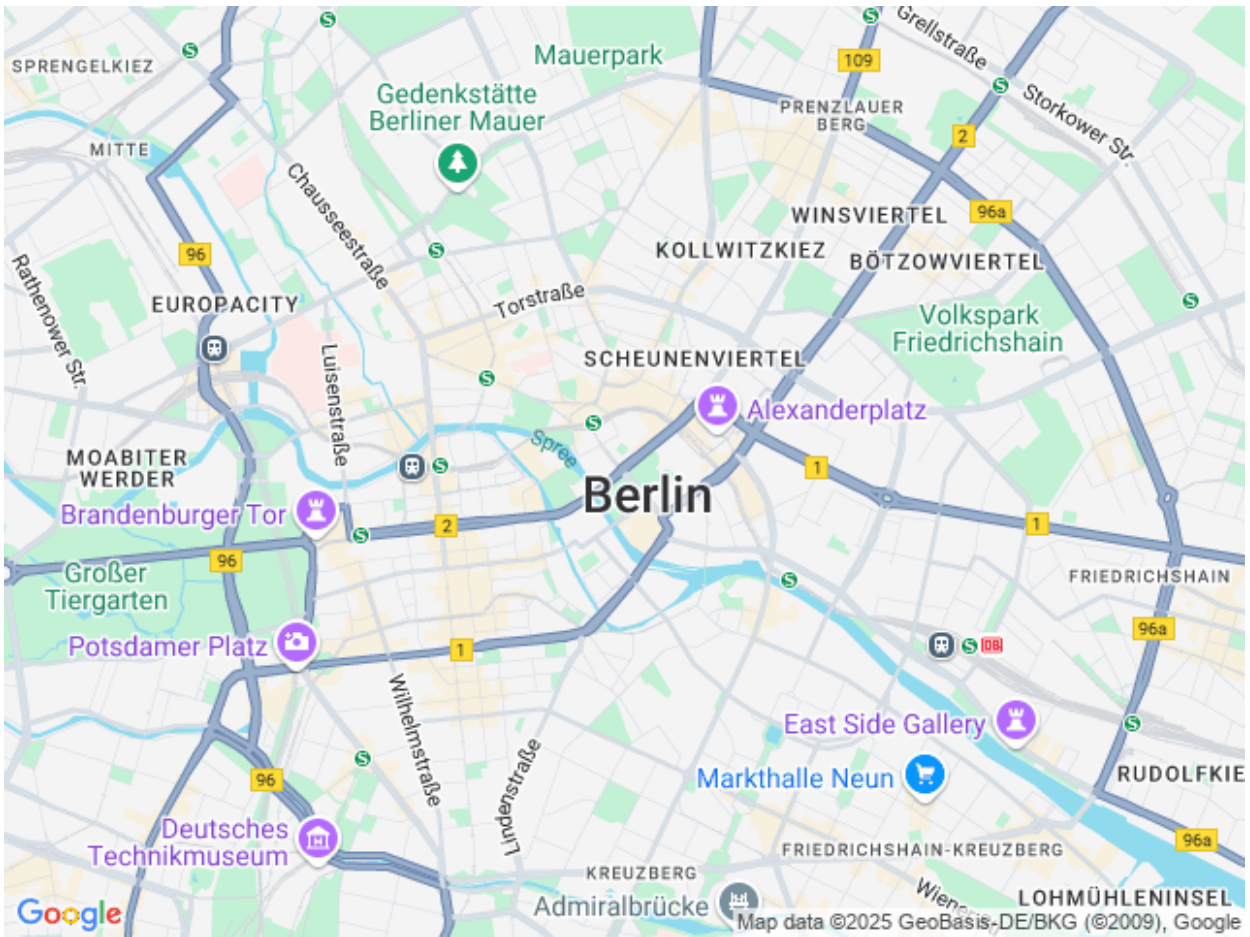 Grellstraße
SPRENGELKIEZ
Mauerpark
109
Gedenkstätte
Berliner Mauer
PRENZLAUER
BERG
Storkower Str.
2
MITTE
Chausseestraße
WINSVIERTEL
96a
KOLLWITZKIEZ
BÖTZOWVIERTEL
96
Rathenower Str.
EUROPACITY
Torstraße
Volkspark
Friedrichshain
Luisenstraße
SCHEUNENVIERTEL
Alexanderplatz
Spree
MOABITER
WERDER
1
Berlin
Brandenburger Tor
2
1
96
Großer
Tiergarten
FRIEDRICHSHAIN
96a
Potsdamer Platz
1
DB
Wilhelmstraße
East Side Gallery
Lindenstraße
Markthalle Neun
RUDOLFKIE
96
Deutsches
Technikmuseum
96a
FRIEDRICHSHAIN-KREUZBERG
KREUZBERG
Wiener
LOHMÜHLENINSEL
Admiralbrücke
Google
Map data ©2025 GeoBasis-DE/BKG (©2009), Google